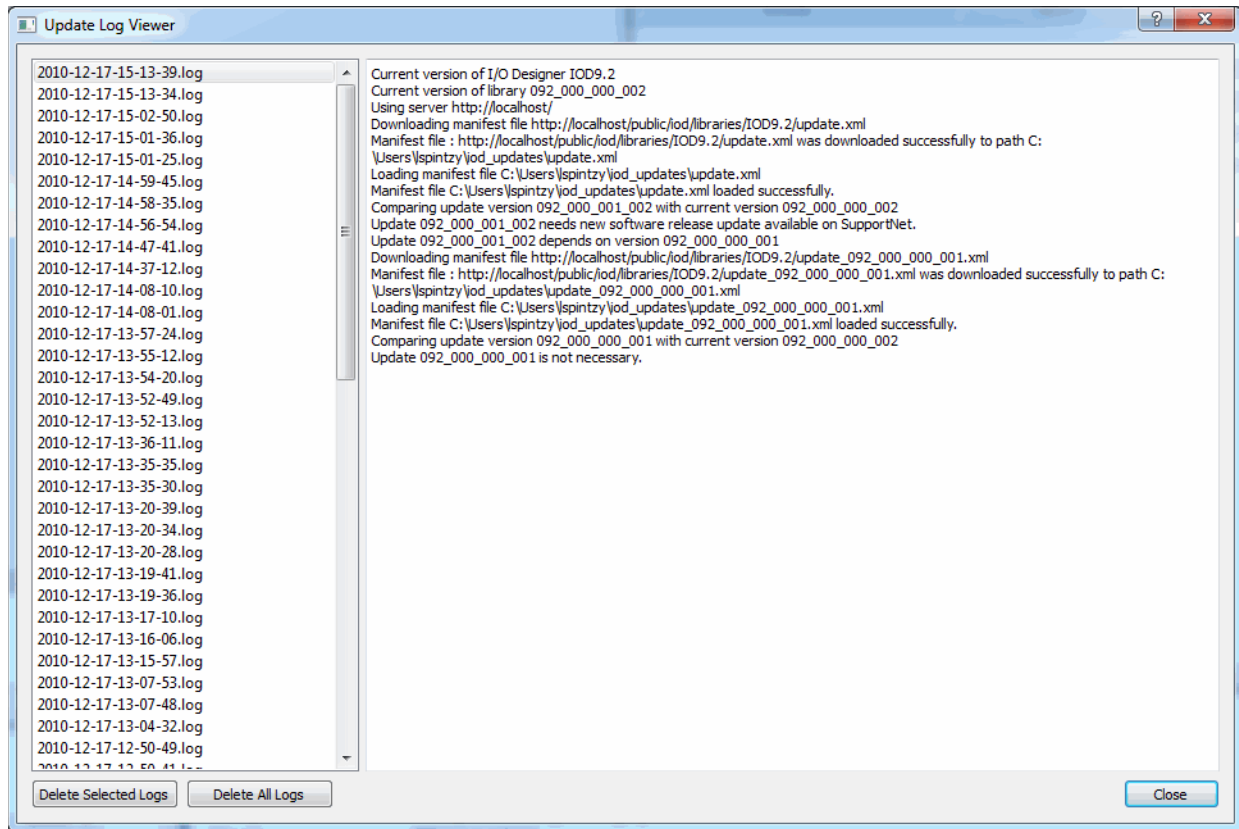 Update Log Viewer
2010-12-17-15-13-39.log
2010-12-17-15-13-34.log
2010-12-17-15-02-50.log
2010-12-17-15-01-36.log
2010-12-17-15-01-25.log
2010-12-17-14-59-45.log
2010-12-17-14-58-35.log
2010-12-17-14-56-54.log
2010-12-17-14-47-41.log
2010-12-17-14-37-12.log
2010-12-17-14-08-10.log
2010-12-17-14-08-01.log
2010-12-17-13-57-24.log
2010-12-17-13-55-12.log
2010-12-17-13-54-20.log
2010-12-17-13-52-49.log
2010-12-17-13-52-13.log
2010-12-17-13-36-11.log
2010-12-17-13-35-35.log
2010-12-17-13-35-30.log
2010-12-17-13-20-39.log
2010-12-17-13-20-34.log
2010-12-17-13-20-28.log
2010-12-17-13-19-41.log
2010-12-17-13-19-36.log
2010-12-17-13-17-10.log
2010-12-17-13-16-06.log
2010-12-17-13-15-57.log
2010-12-17-13-07-53.log
2010-12-17-13-07-48.log
2010-12-17-13-04-32.log
2010-12-17-12-50-49.log
Current version of I/O Designer IOD9.2
Current version of library 092_000_000_002
Using server http://localhost/
Downloading manifest file http://localhost/public/iod/libraries/IOD9.2/update.xml
Manifest file : http://localhost/public/iod/libraries/IOD9.2/update.xml was downloaded successfully to path C:
\Users\lspintzy\iod_updates\update.xml
Loading manifest file C:\Users\lspintzy\iod_updates\update.xml
Manifest file C:\Users\lspintzy\iod_updates\update.xml loaded successfully.
Comparing update version 092_000_001_002 with current version 092_000_000_002
Update 092_000_001_002 needs new software release update available on SupportNet.
Update 092_000_001_002 depends on version 092_000_000_001
Downloading manifest file http://localhost/public/iod/libraries/IOD9.2/update_092_000_000_001.xml
Manifest file : http://localhost/public/iod/libraries/IOD9.2/update_092_000_000_001.xml was downloaded successfully to path C:
\Users\lspintzy\iod_updates\update_092_000_000_001.xml
Loading manifest file C:\Users\lspintzy\iod_updates\update_092_000_000_001.xml
Manifest file C:\Users\lspintzy\iod_updates\update_092_000_000_001.xml loaded successfully.
Comparing update version 092_000_000_001 with current version 092_000_000_002
Update 092_000_000_001 is not necessary.
Delete Selected Logs
Delete All Logs
Close